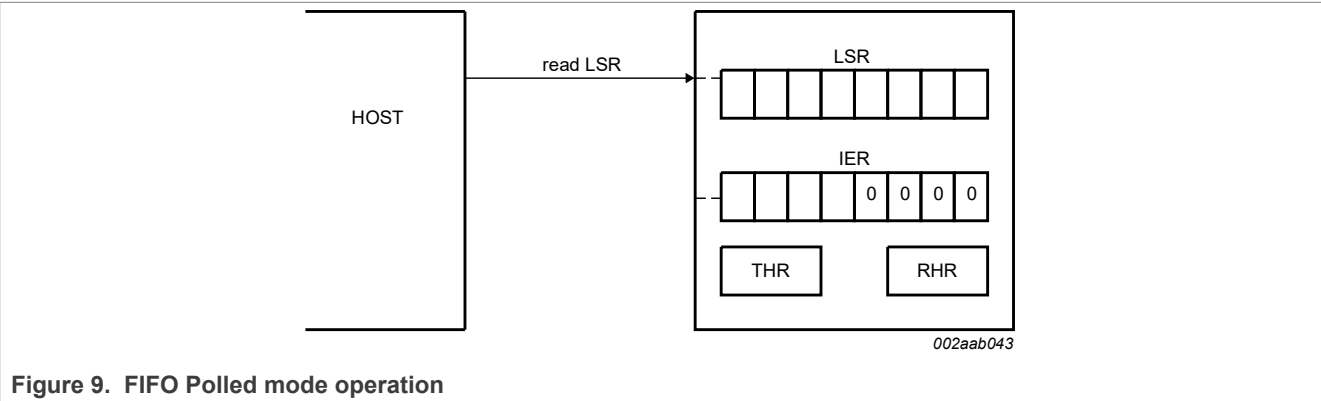 read LSR
LSR
HOST
IER
0 0 0 0
THR RHR
002aab043
Figure 9. FIFO Polled mode operation